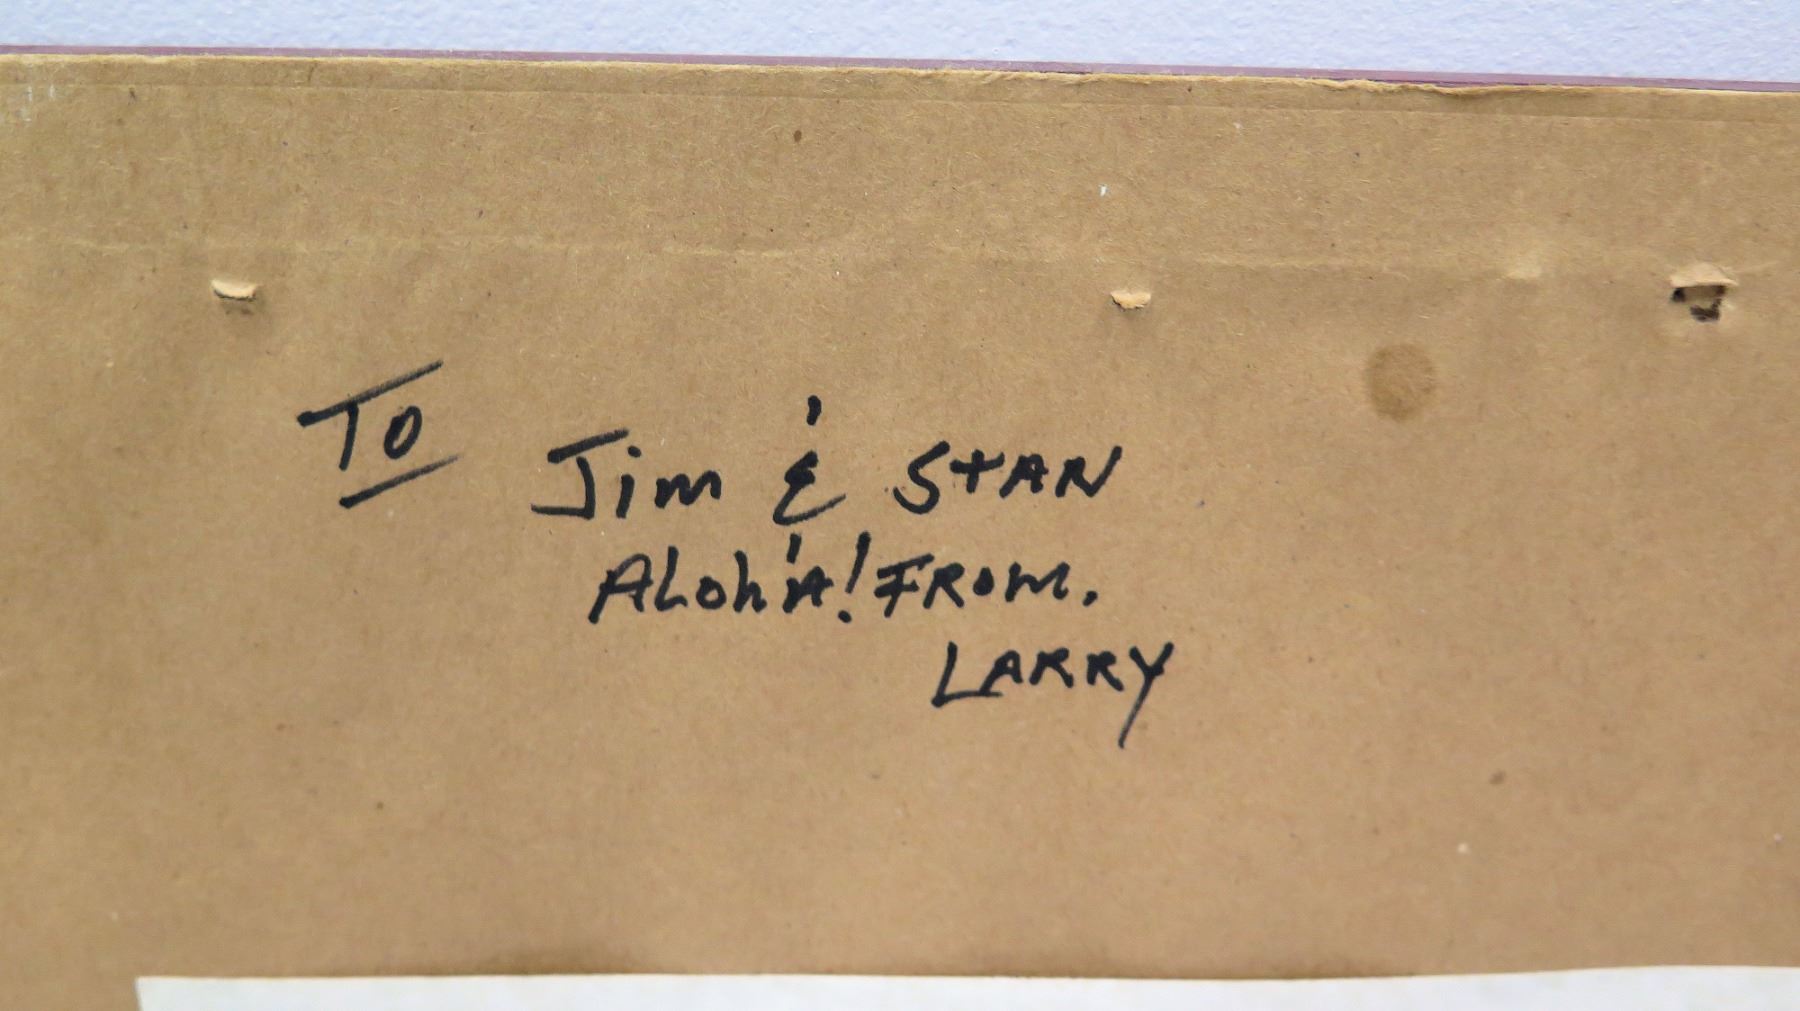 To
Jim & STAN
ALOhA! FROM.
LARRY